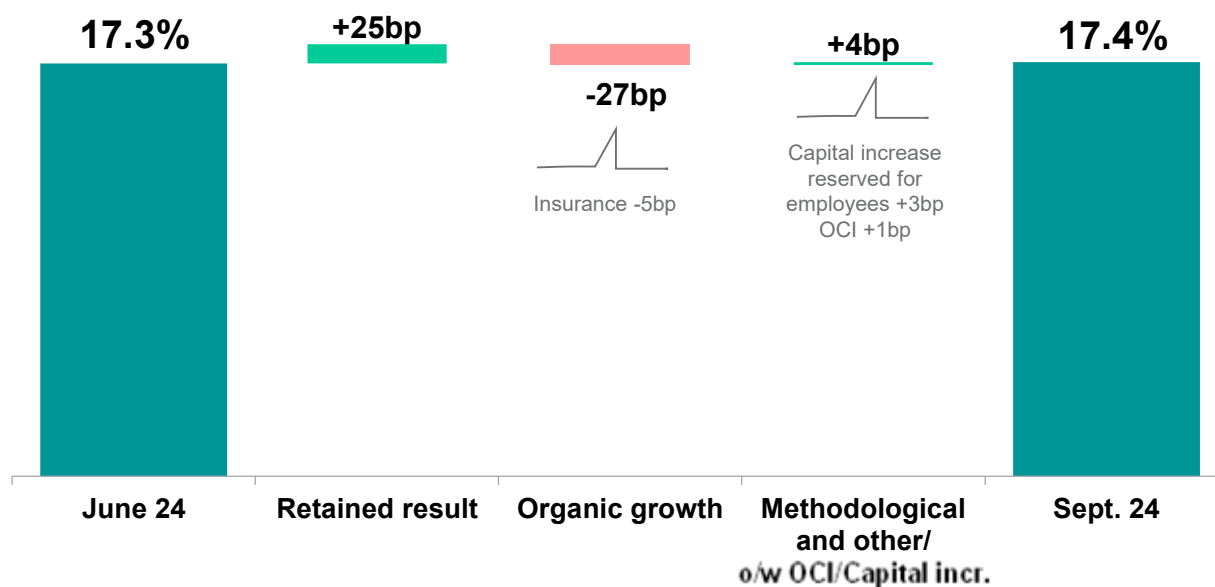 17.3%
+25bp
-27bp
Insurance -5bp
+4bp
Capital increase
reserved for
employees +3bp
OCI +1bp
17.4%
June 24
Retained result
Organic growth
Methodological
and other/
o/w OCI/Capital incr.
Sept. 24